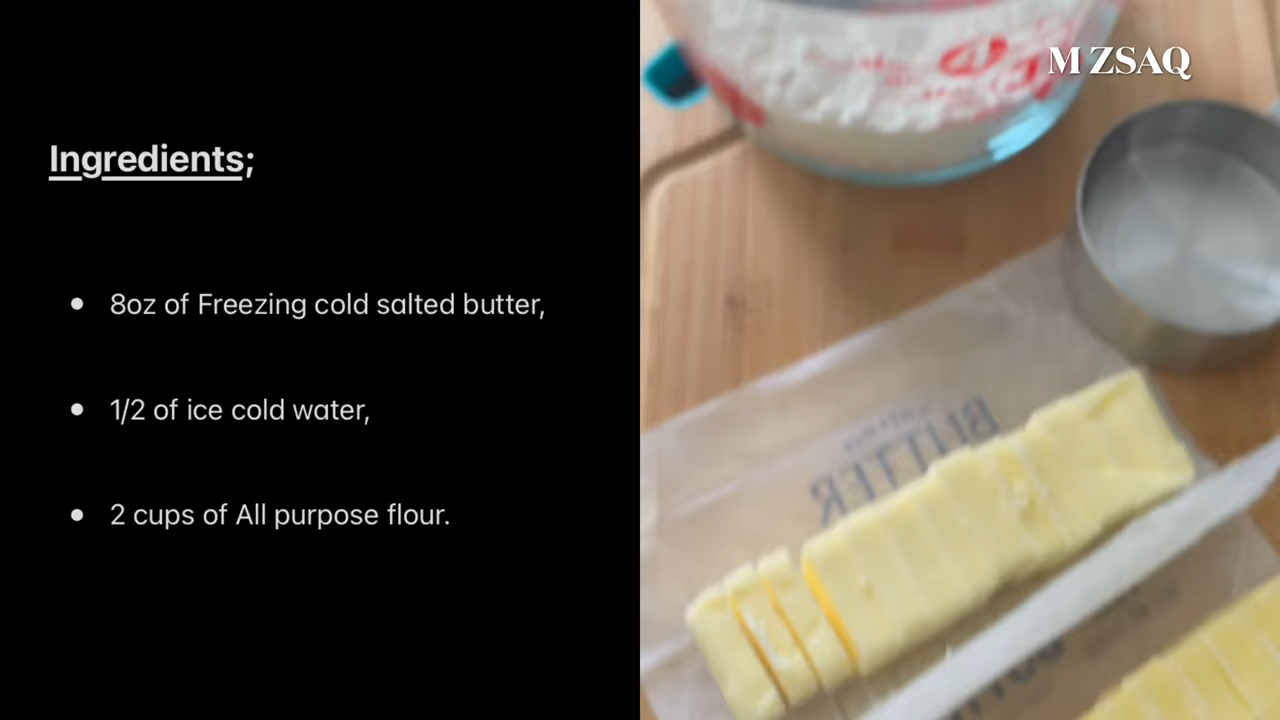 M ZSAQ
Ingredients;
8oz of Freezing cold salted butter,
1/2 of ice cold water,
2 cups of All purpose flour.
BUTTER